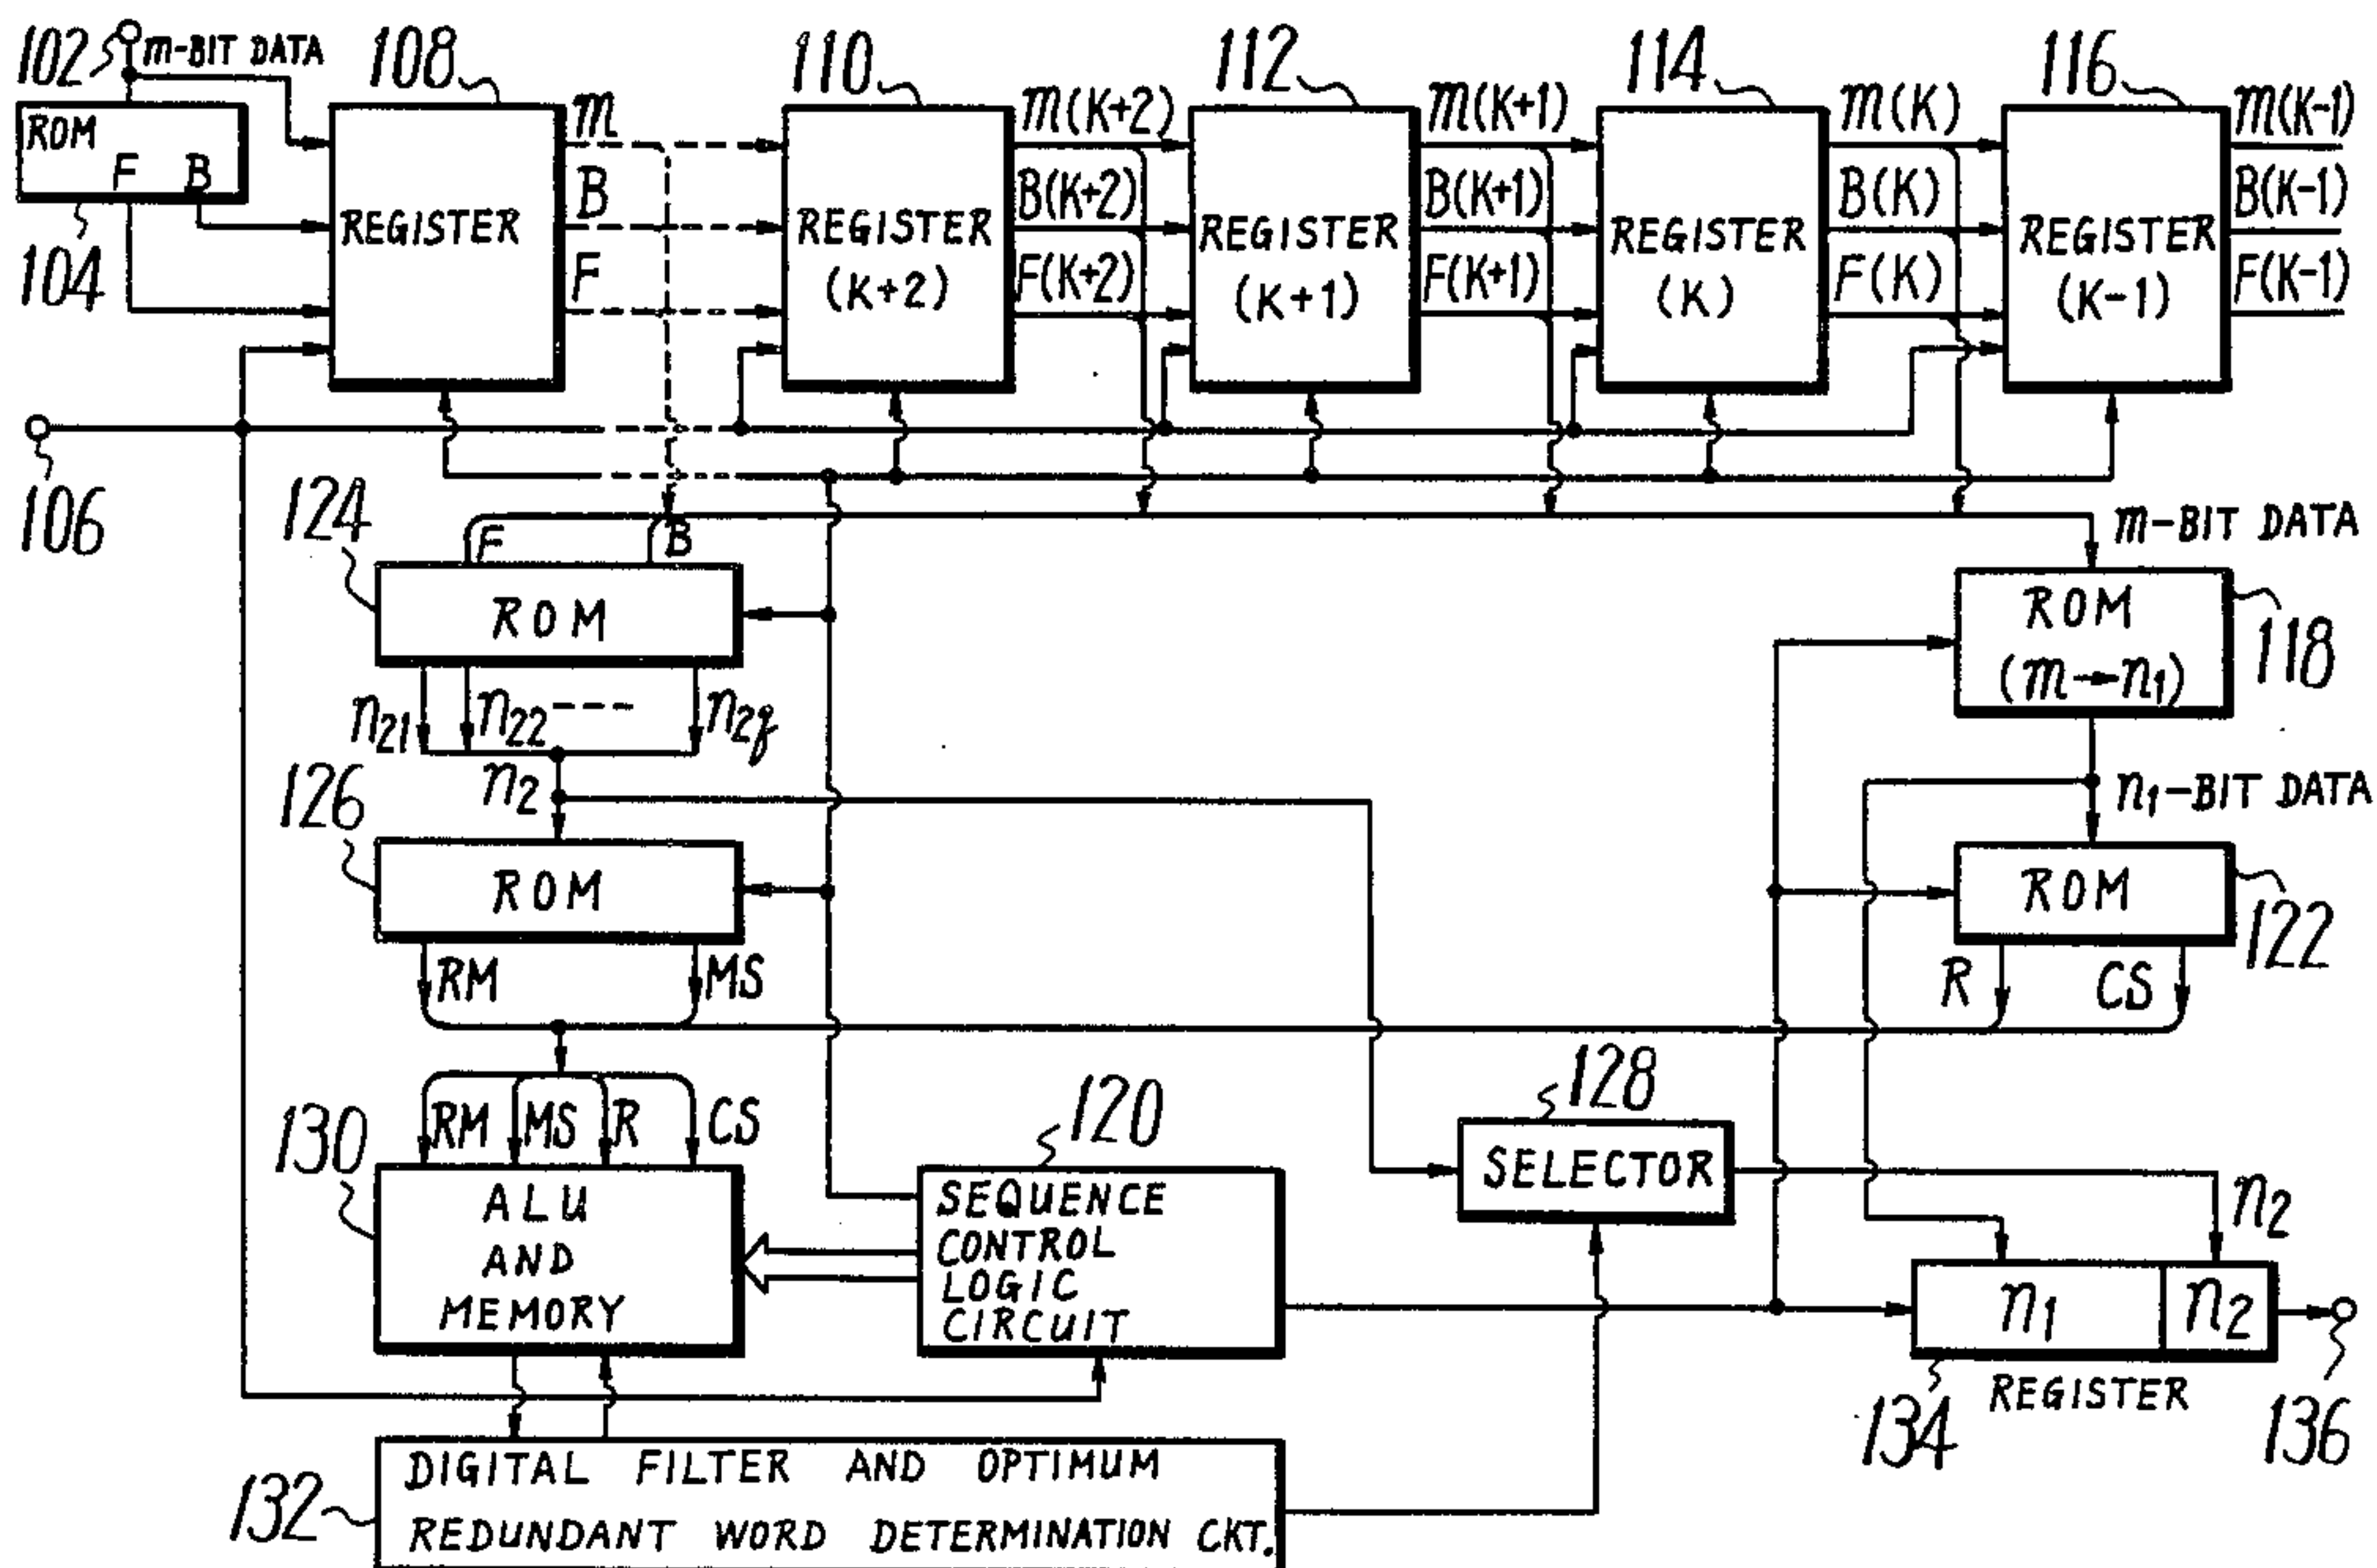 102
m-BIT DATA
108
110
112
114
116
ROM
F B
104
REGISTER
m
B
F
REGISTER
(K+2)
m(K+2)
B(K+2)
F(K+2)
REGISTER
(K+1)
m(K+1)
B(K+1)
F(K+1)
REGISTER
(K)
m(K)
B(K)
F(K)
REGISTER
(K-1)
m(K-1)
B(K-1)
F(K-1)
106
124
F
B
ROM
m-BIT DATA
ROM
(m→n1)
118
n21
n22
n2q
n2
126
ROM
n1-BIT DATA
ROM
122
RM
MS
R
CS
130
RM
MS
R
CS
120
128
ALU
AND
MEMORY
SEQUENCE
CONTROL
LOGIC
CIRCUIT
SELECTOR
n2
n1
n2
134
REGISTER
136
132
DIGITAL FILTER AND OPTIMUM
REDUNDANT WORD DETERMINATION CKT.